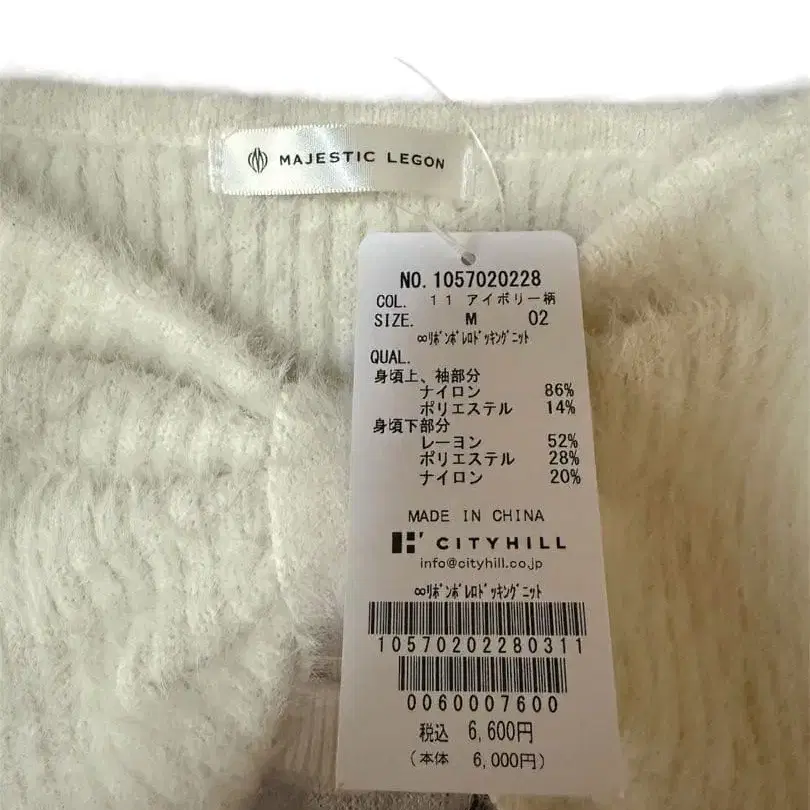 MAJESTIC LEGON
NO. 1057020228
COL. 11 アイボリー柄
SIZE. M 02
∞ﾘﾎﾞﾝﾎﾞﾚﾛﾄﾞｯｷﾝｸﾞﾆｯﾄ
QUAL.
身頃上、袖部分
ナイロン 86%
ポリエステル 14%
身頃下部分
レーヨン 52%
ポリエステル 28%
ナイロン 20%
MADE IN CHINA
CITYHILL
info@cityhill.co.jp
∞ﾘﾎﾞﾝﾎﾞﾚﾛﾄﾞｯｷﾝｸﾞﾆｯﾄ
10570202280311
0060007600
税込 6,600円
(本体 6,000円)